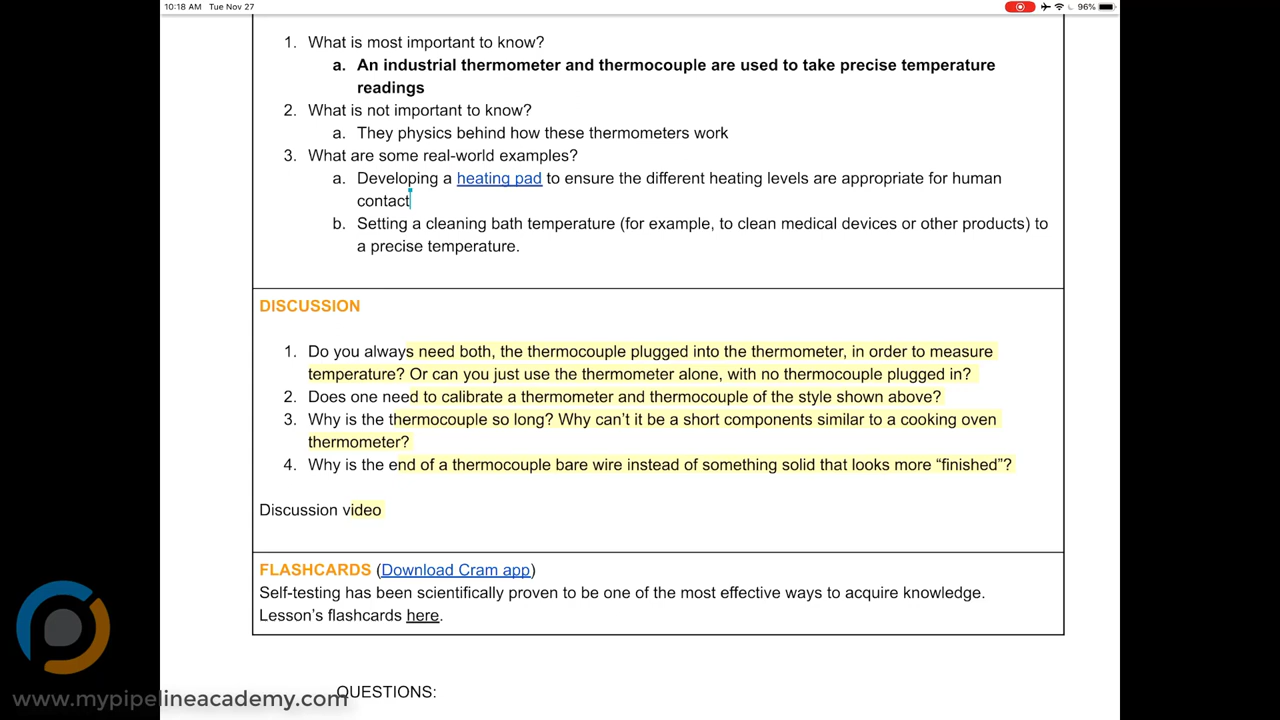 10:18 AM Tue Nov 27
96%
1. What is most important to know?
a. An industrial thermometer and thermocouple are used to take precise temperature
readings
2. What is not important to know?
a. They physics behind how these thermometers work
3. What are some real-world examples?
a. Developing a heating pad to ensure the different heating levels are appropriate for human
contact
b. Setting a cleaning bath temperature (for example, to clean medical devices or other products) to
a precise temperature.
DISCUSSION
1. Do you always need both, the thermocouple plugged into the thermometer, in order to measure
temperature? Or can you just use the thermometer alone, with no thermocouple plugged in?
2. Does one need to calibrate a thermometer and thermocouple of the style shown above?
3. Why is the thermocouple so long? Why can't it be a short components similar to a cooking oven
thermometer?
4. Why is the end of a thermocouple bare wire instead of something solid that looks more “finished”?
Discussion video
FLASHCARDS (Download Cram app)
Self-testing has been scientifically proven to be one of the most effective ways to acquire knowledge.
Lesson's flashcards here.
QUESTIONS:
www.mypipelineacademy.com